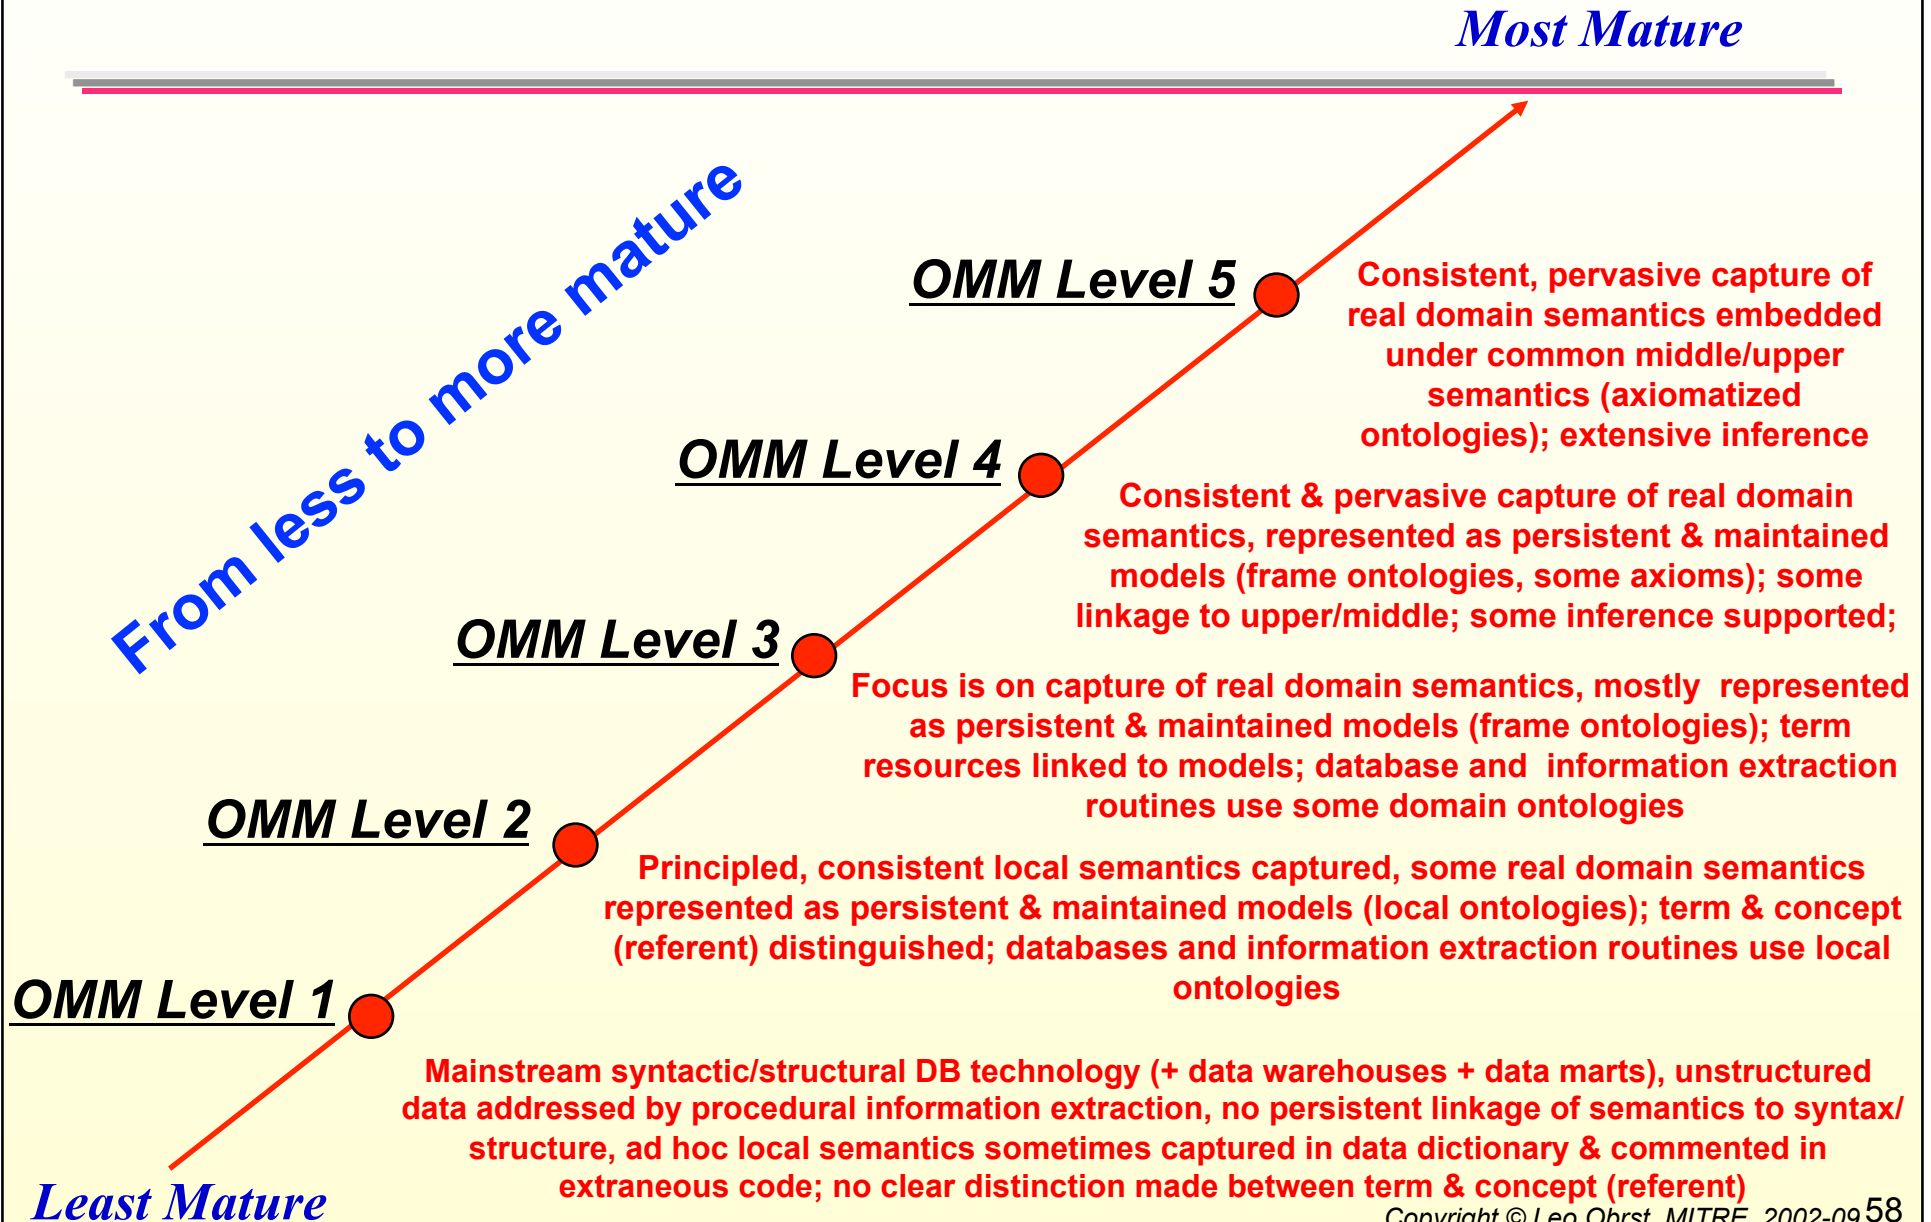 Most Mature
From less to more mature
OMM Level 5
Consistent, pervasive capture of
real domain semantics embedded
under common middle/upper
semantics (axiomatized
ontologies); extensive inference
OMM Level 4
Consistent & pervasive capture of real domain
semantics, represented as persistent & maintained
models (frame ontologies, some axioms); some
linkage to upper/middle; some inference supported;
OMM Level 3
Focus is on capture of real domain semantics, mostly represented
as persistent & maintained models (frame ontologies); term
resources linked to models; database and information extraction
routines use some domain ontologies
OMM Level 2
Principled, consistent local semantics captured, some real domain semantics
represented as persistent & maintained models (local ontologies); term & concept
(referent) distinguished; databases and information extraction routines use local
ontologies
OMM Level 1
Mainstream syntactic/structural DB technology (+ data warehouses + data marts), unstructured
data addressed by procedural information extraction, no persistent linkage of semantics to syntax/
structure, ad hoc local semantics sometimes captured in data dictionary & commented in
extraneous code; no clear distinction made between term & concept (referent)
Least Mature
Copyright © Leo Obrst, MITRE, 2002-09
58